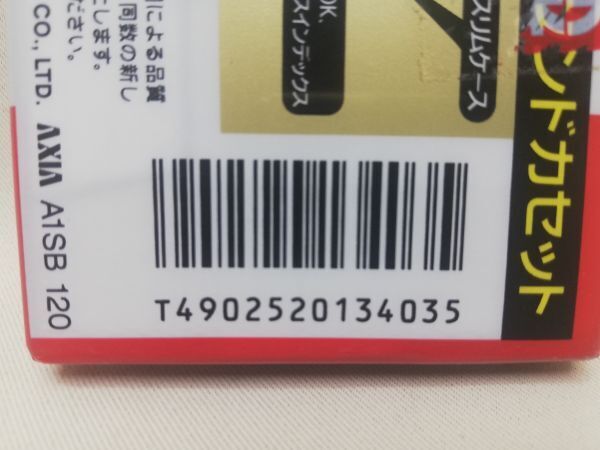 による品質
同数の新し
こします。
ださい。
CO., LTD. AXIA A1SB 120
OK,
スインデックス
スリムケース
ンドカセット
T4902520134035